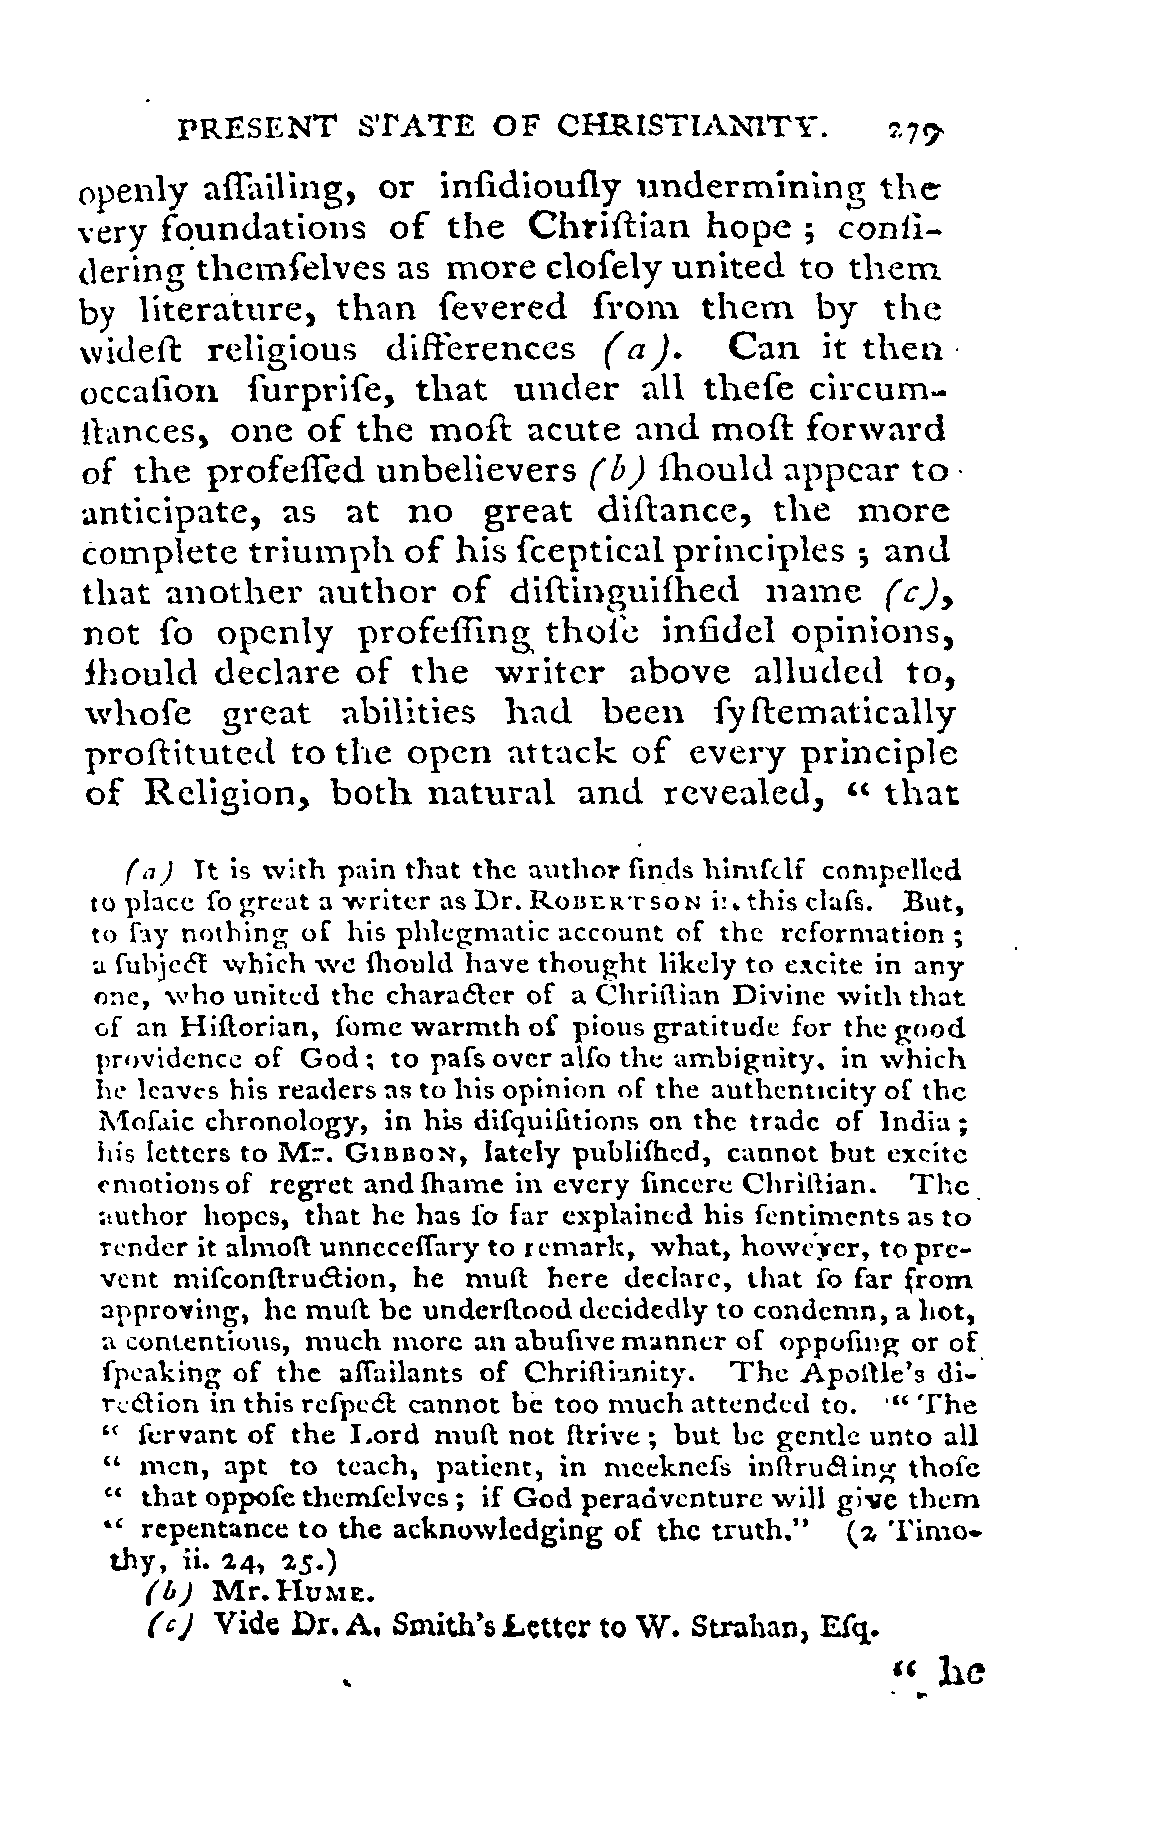 PRESENT STATE OF CHRISTIANITY. 279
openly aſſailing, or inſidiouſly undermining the
very foundations of the Chriſtian hope; conſi-
dering themſelves as more cloſely united to them
by literature, than ſevered from them by the
wideſt religious differences (a). Can it then
occaſion ſurpriſe, that under all theſe circum-
ſtances, one of the moſt acute and moſt forward
of the profeſſed unbelievers (b) ſhould appear to
anticipate, as at no great diſtance, the more
complete triumph of his ſceptical principles; and
that another author of diſtinguiſhed name (c),
not ſo openly profeſſing thoſe infidel opinions,
ſhould declare of the writer above alluded to,
whoſe great abilities had been ſyſtematically
proſtituted to the open attack of every principle
of Religion, both natural and revealed, “ that
(a) It is with pain that the author finds himſelf compelled
to place ſo great a writer as Dr. ROBERTSON in this claſs. But,
to ſay nothing of his phlegmatic account of the reformation;
a ſubject which we ſhould have thought likely to excite in any
one, who united the character of a Chriſtian Divine with that
of an Hiſtorian, ſome warmth of pious gratitude for the good
providence of God; to paſs over alſo the ambignity, in which
he leaves his readers as to his opinion of the authenticity of the
Moſaic chronology, in his diſquiſitions on the trade of India;
his letters to Mr. GIBBON, lately publiſhed, cannot but excite
emotions of regret and ſhame in every ſincere Chriſtian. The
author hopes, that he has ſo far explained his ſentiments as to
render it almoſt unneceſſary to remark, what, however, to pre-
vent miſconſtruction, he muſt here declare, that ſo far from
approving, he muſt be underſtood decidedly to condemn, a hot,
a contentious, much more an abuſive manner of oppoſing or of
ſpeaking of the aſſailants of Chriſtianity. The Apoſtle’s di-
rection in this reſpect cannot be too much attended to. “ The
“ ſervant of the Lord muſt not ſtrive; but be gentle unto all
“ men, apt to teach, patient, in meekneſs inſtructing thoſe
“ that oppoſe themſelves; if God peradventure will give them
“ repentance to the acknowledging of the truth.” (2 Timo-
thy, ii. 24, 25.)
(b) Mr. HUME.
(c) Vide Dr. A. Smith’s Letter to W. Strahan, Eſq.
“ he